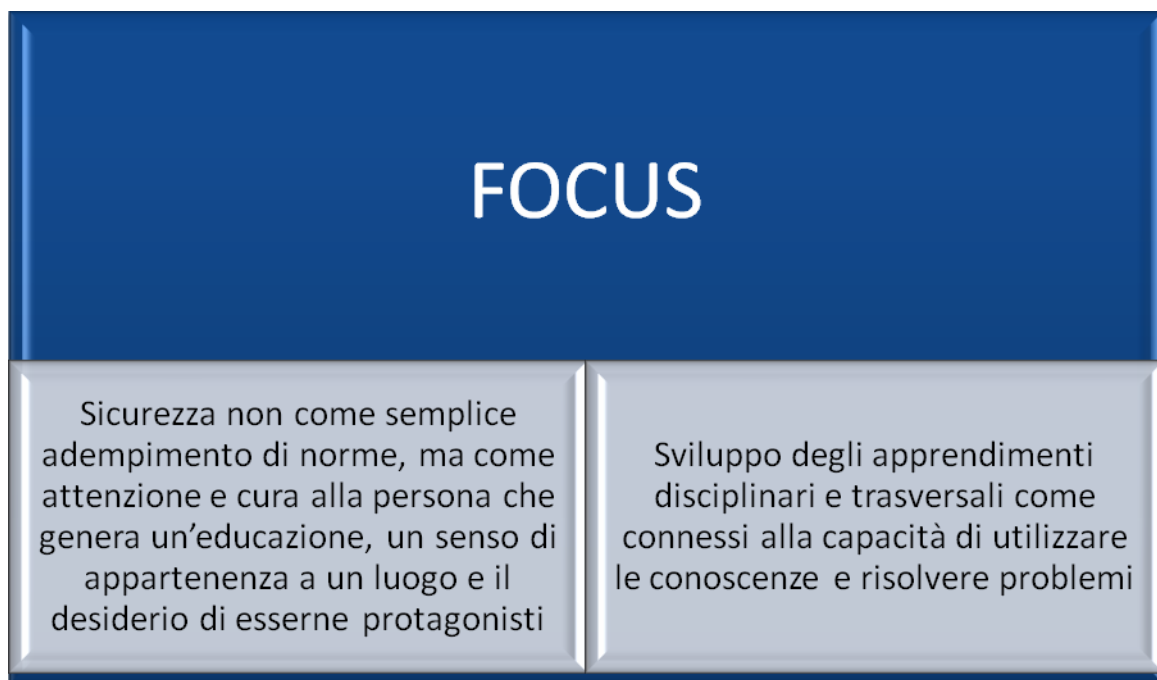 FOCUS
Sicurezza non come semplice
adempimento di norme, ma come
attenzione e cura alla persona che
genera un’educazione, un senso di
appartenenza a un luogo e il
desiderio di esserne protagonisti
Sviluppo degli apprendimenti
disciplinari e trasversali come
connessi alla capacità di utilizzare
le conoscenze e risolvere problemi